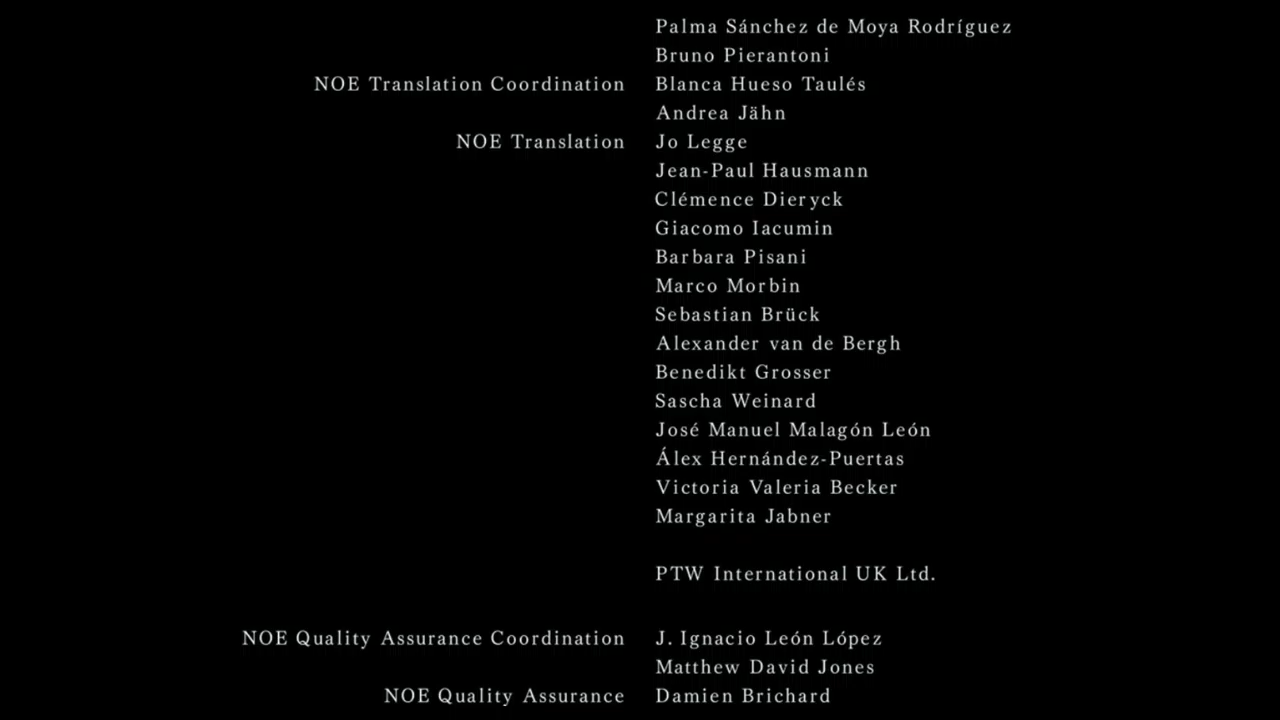 Palma Sánchez de Moya Rodríguez
Bruno Pierantoni
NOE Translation Coordination Blanca Hueso Taulés
Andrea Jähn
NOE Translation Jo Legge
Jean-Paul Hausmann
Clémence Dieryck
Giacomo Iacumin
Barbara Pisani
Marco Morbin
Sebastian Brück
Alexander van de Bergh
Benedikt Grosser
Sascha Weinard
José Manuel Malagón León
Álex Hernández-Puertas
Victoria Valeria Becker
Margarita Jabner
PTW International UK Ltd.
NOE Quality Assurance Coordination J. Ignacio León López
Matthew David Jones
NOE Quality Assurance Damien Brichard